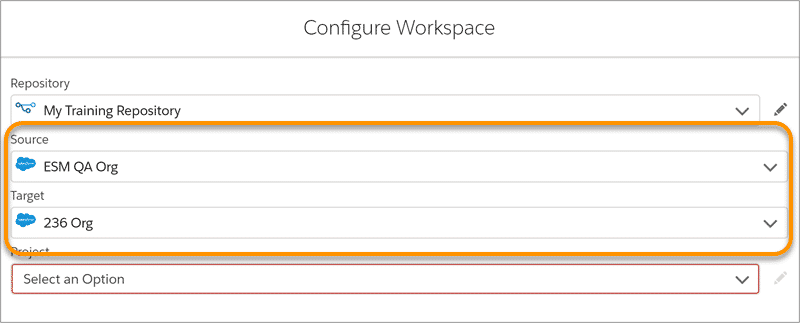 Configure Workspace
Repository
My Training Repository
Source
ESM QA Org
Target
236 Org
Project
Select an Option